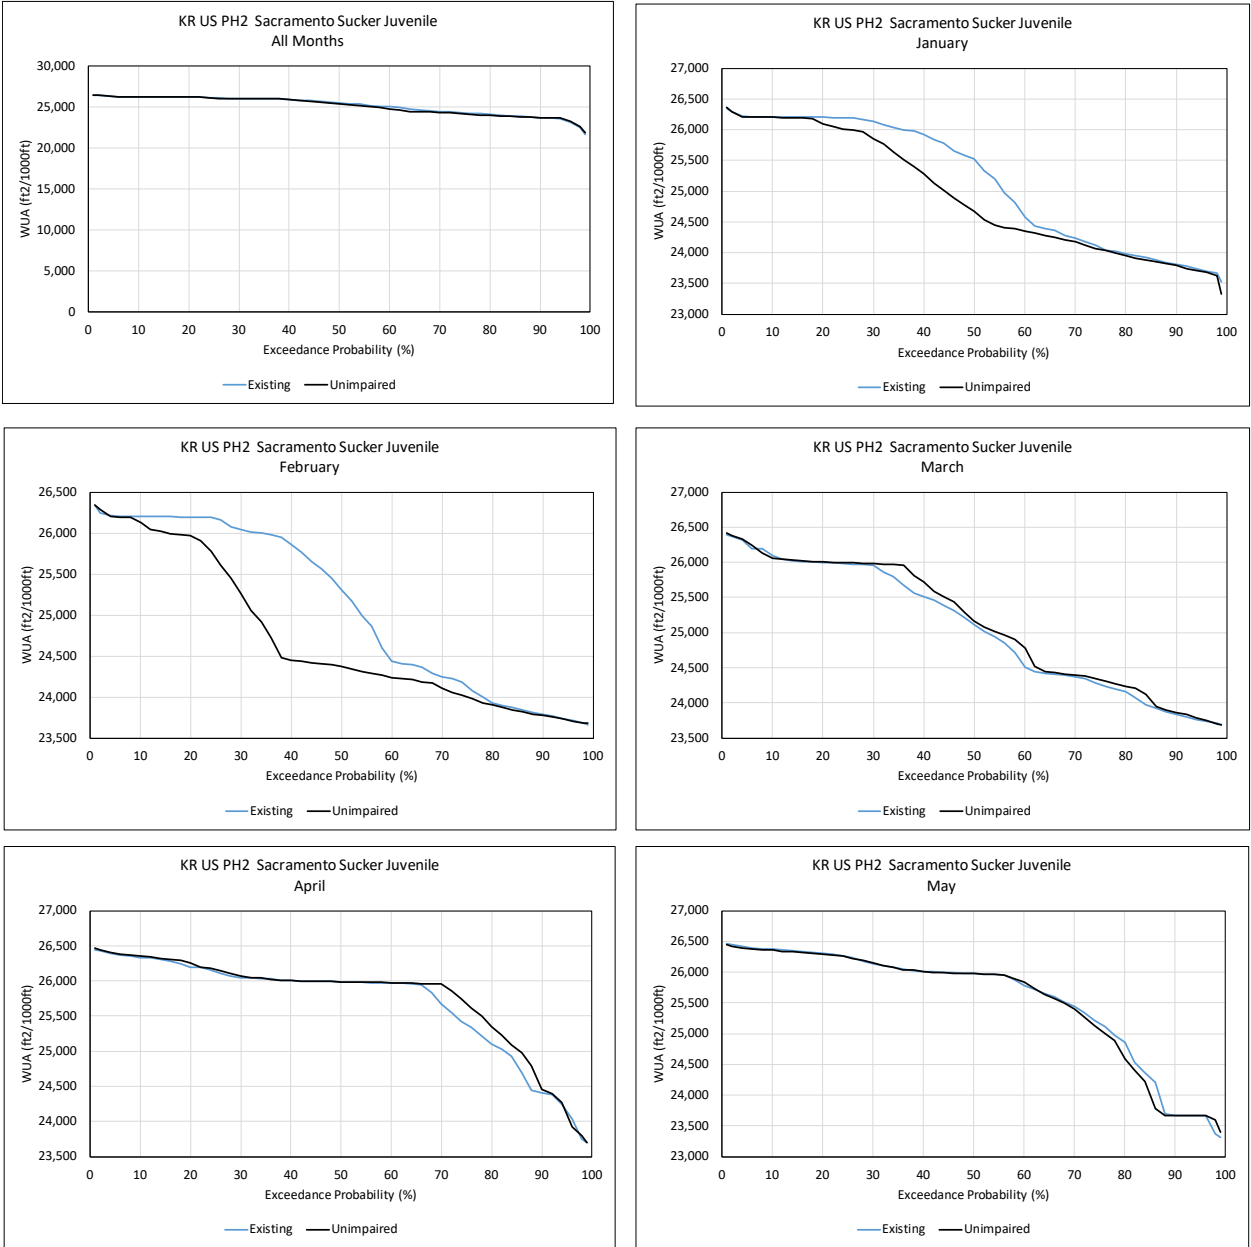 KR US PH2  Sacramento Sucker Juvenile
All Months
30,000
25,000
20,000
15,000
10,000
5,000
0
WUA (ft2/1000ft)
0 10 20 30 40 50 60 70 80 90 100
Exceedance Probability (%)
Existing Unimpaired
KR US PH2  Sacramento Sucker Juvenile
January
27,000
26,500
26,000
25,500
25,000
24,500
24,000
23,500
23,000
WUA (ft2/1000ft)
0 10 20 30 40 50 60 70 80 90 100
Exceedance Probability (%)
Existing Unimpaired
KR US PH2  Sacramento Sucker Juvenile
February
26,500
26,000
25,500
25,000
24,500
24,000
23,500
WUA (ft2/1000ft)
0 10 20 30 40 50 60 70 80 90 100
Exceedance Probability (%)
Existing Unimpaired
KR US PH2  Sacramento Sucker Juvenile
March
27,000
26,500
26,000
25,500
25,000
24,500
24,000
23,500
WUA (ft2/1000ft)
0 10 20 30 40 50 60 70 80 90 100
Exceedance Probability (%)
Existing Unimpaired
KR US PH2  Sacramento Sucker Juvenile
April
27,000
26,500
26,000
25,500
25,000
24,500
24,000
23,500
WUA (ft2/1000ft)
0 10 20 30 40 50 60 70 80 90 100
Exceedance Probability (%)
Existing Unimpaired
KR US PH2  Sacramento Sucker Juvenile
May
27,000
26,500
26,000
25,500
25,000
24,500
24,000
23,500
23,000
WUA (ft2/1000ft)
0 10 20 30 40 50 60 70 80 90 100
Exceedance Probability (%)
Existing Unimpaired